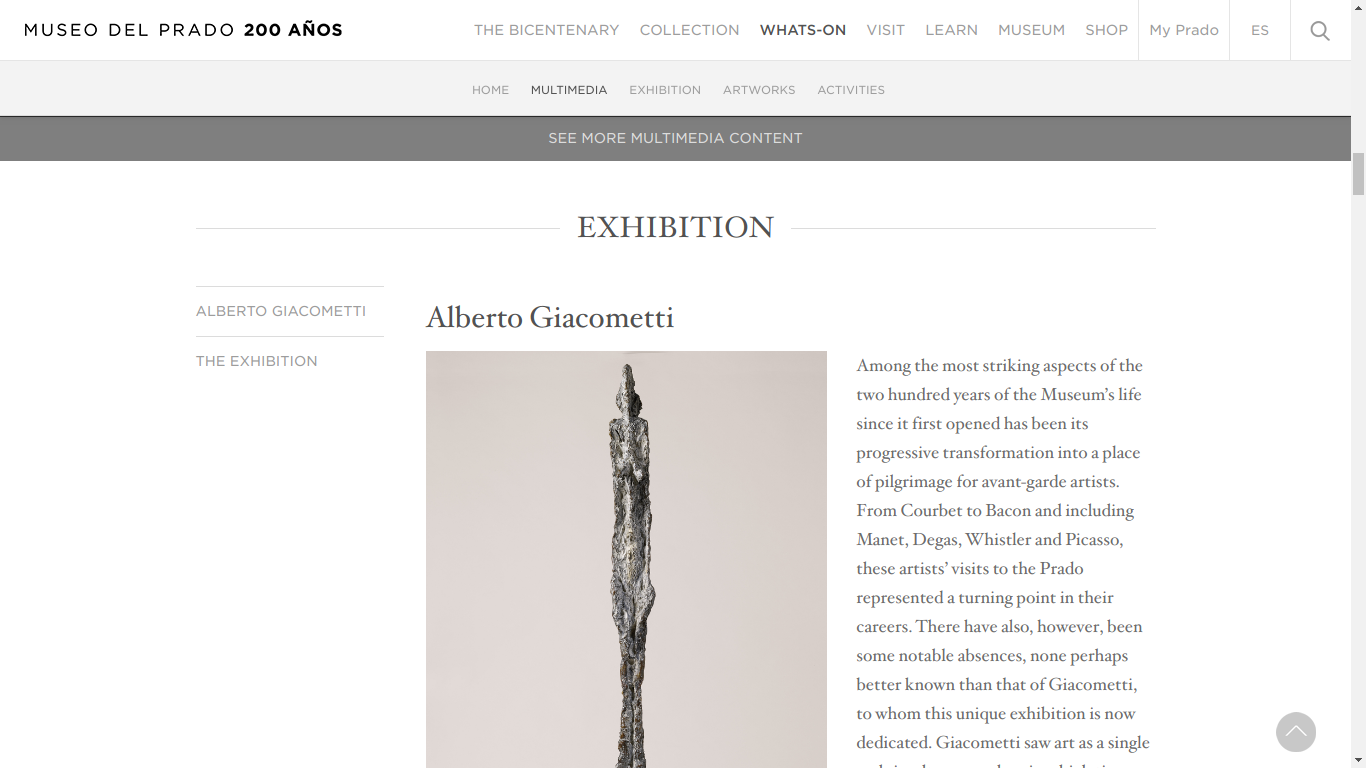 MUSEO DEL PRADO 200 AÑOS
THE BICENTENARY COLLECTION WHATS-ON VISIT LEARN MUSEUM SHOP My Prado ES
HOME MULTIMEDIA EXHIBITION ARTWORKS ACTIVITIES
SEE MORE MULTIMEDIA CONTENT
EXHIBITION
ALBERTO GIACOMETTI
THE EXHIBITION
Alberto Giacometti
Among the most striking aspects of the
two hundred years of the Museum’s life
since it first opened has been its
progressive transformation into a place
of pilgrimage for avant-garde artists.
From Courbet to Bacon and including
Manet, Degas, Whistler and Picasso,
these artists’ visits to the Prado
represented a turning point in their
careers. There have also, however, been
some notable absences, none perhaps
better known than that of Giacometti,
to whom this unique exhibition is now
dedicated. Giacometti saw art as a single